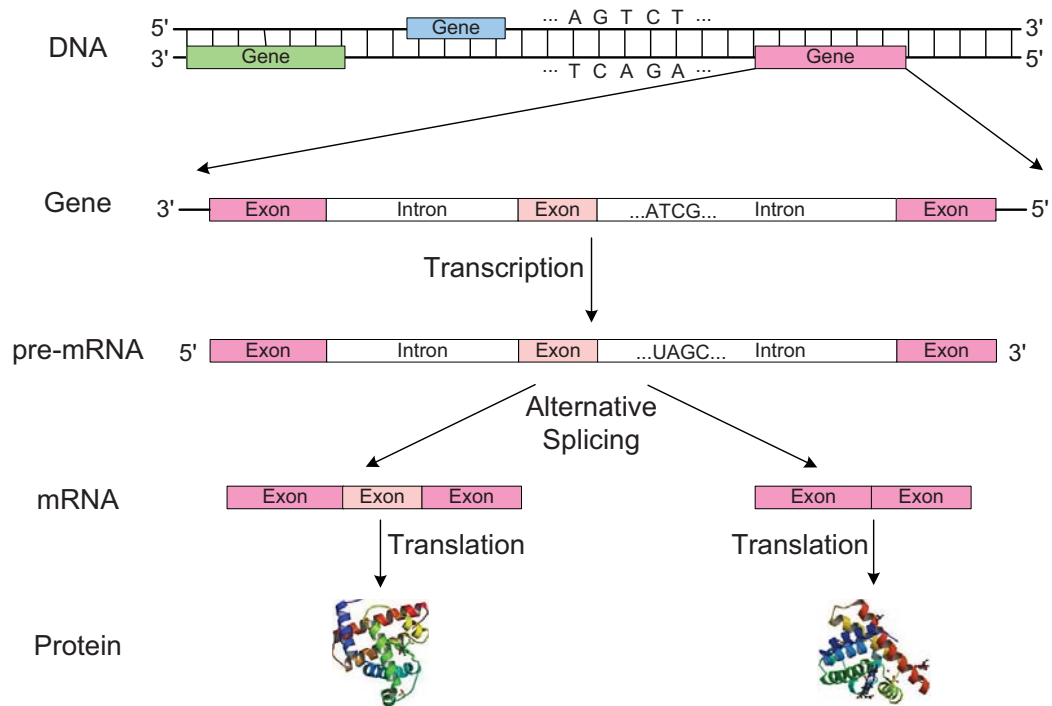 ... A G T C T ...
5' Gene 3'
DNA
3' Gene Gene 5'
... T C A G A ...
Gene 3' Exon Intron Exon ...ATCG... Intron Exon 5'
Transcription
pre-mRNA 5' Exon Intron Exon ...UAGC... Intron Exon 3'
Alternative
Splicing
mRNA Exon Exon Exon Exon Exon
Translation Translation
Protein